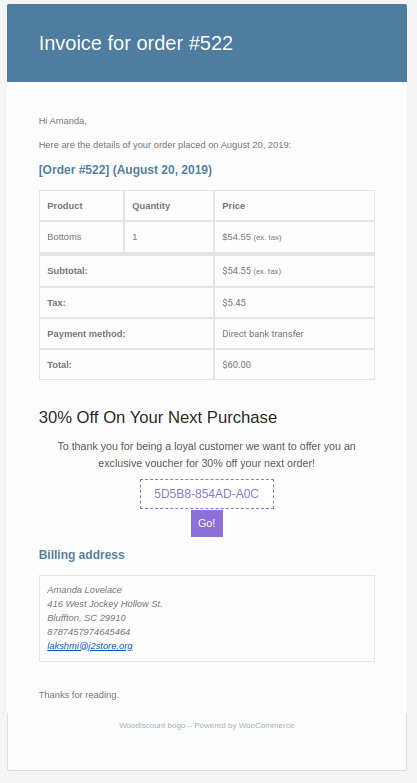 Invoice for order #522
Hi Amanda,
Here are the details of your order placed on August 20, 2019:
[Order #522] (August 20, 2019)
Product Quantity Price
Bottoms 1 $54.55 (ex. tax)
Subtotal: $54.55 (ex. tax)
Tax: $5.45
Payment method: Direct bank transfer
Total: $60.00
30% Off On Your Next Purchase
To thank you for being a loyal customer we want to offer you an
exclusive voucher for 30% off your next order!
5D5B8-854AD-A0C
Go!
Billing address
Amanda Lovelace
416 West Jockey Hollow St.
Bluffton, SC 29910
8787457974645464
lakshmi@j2store.org
Thanks for reading.
Woodiscount bogo – Powered by WooCommerce